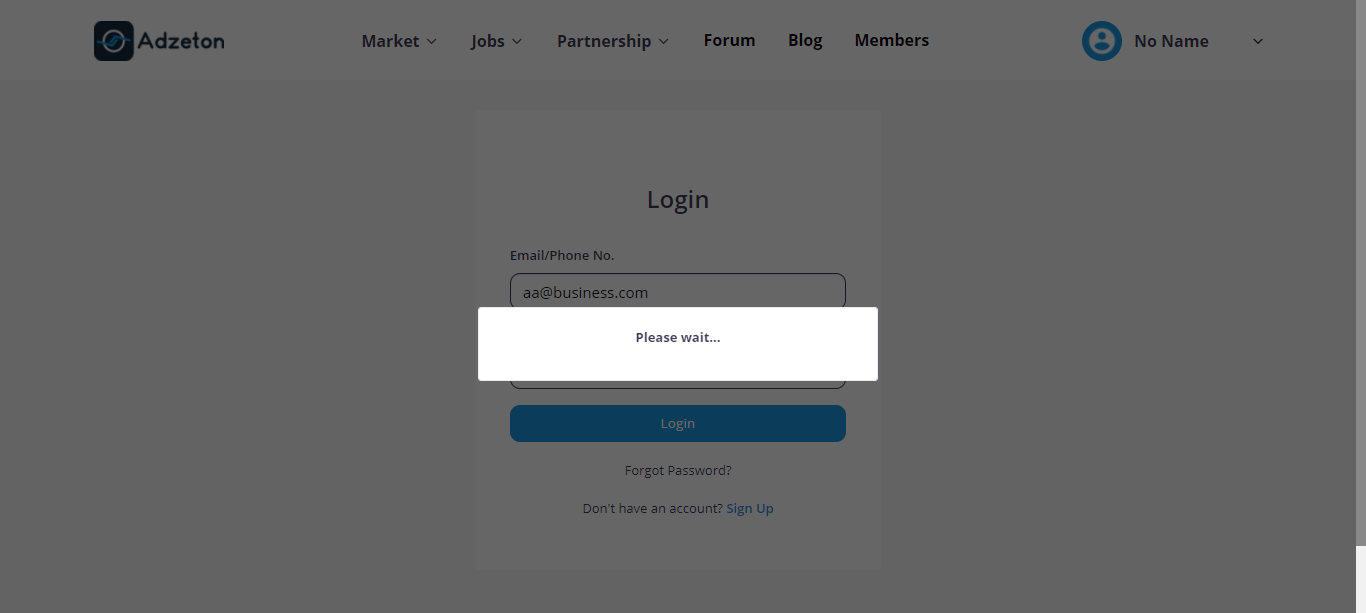 Adzeton
Market Jobs Partnership Forum Blog Members No Name
Login
Email/Phone No.
aa@business.com
Please wait...
Login
Forgot Password?
Don't have an account? Sign Up